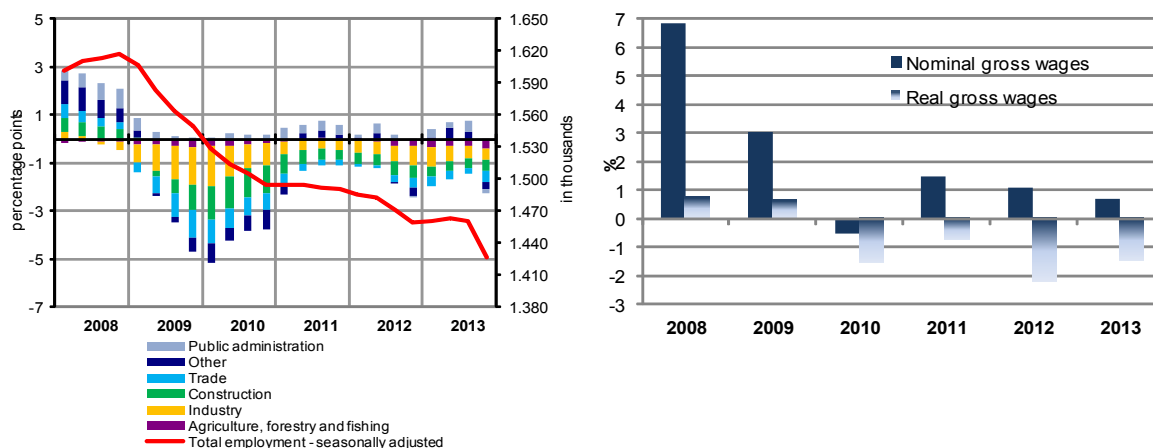 5
3
1
-1
-3
-5
-7
percentage points
1.650
1.620
1.590
1.560
1.530
1.500
1.470
1.440
1.410
1.380
in thousands
2008 2009 2010 2011 2012 2013
Public administration
Other
Trade
Construction
Industry
Agriculture, forestry and fishing
Total employment - seasonally adjusted
7
6
5
4
3
2
1
0
-1
-2
-3
%
Nominal gross wages
Real gross wages
2008 2009 2010 2011 2012 2013